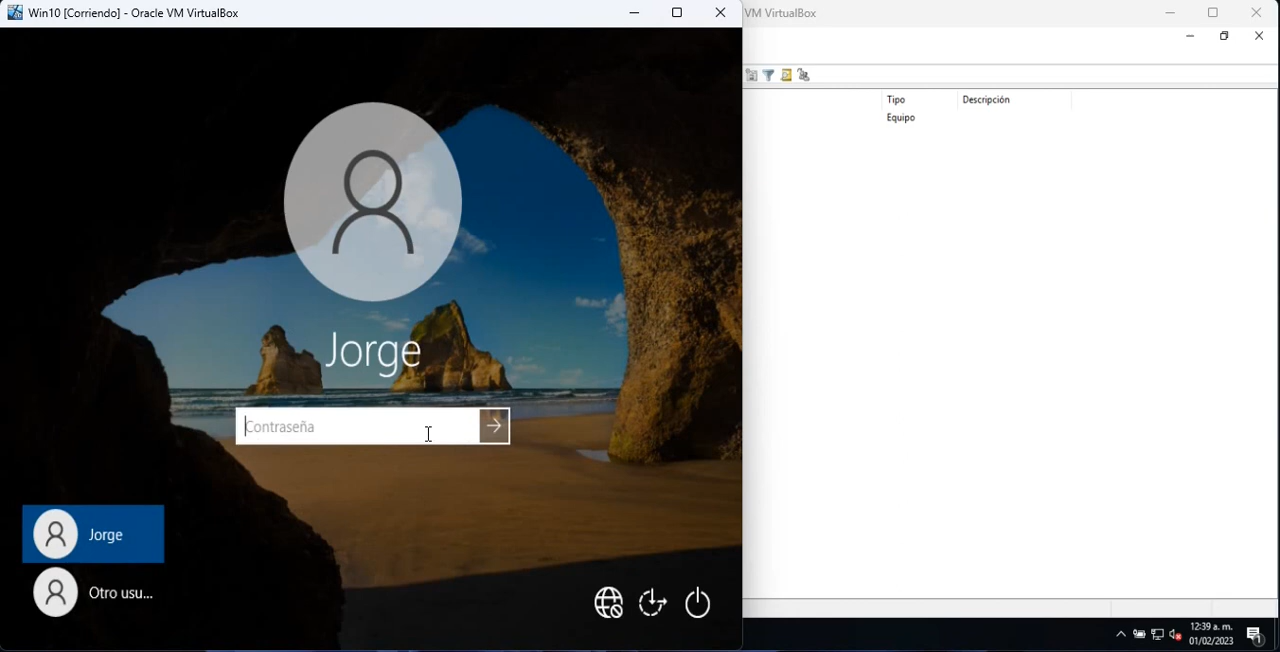 Win10 [Corriendo] - Oracle VM VirtualBox
VM VirtualBox
Tipo
Descripción
Equipo
Jorge
Contraseña
Jorge
Otro usu...
12:39 a. m.
01/02/2023
1